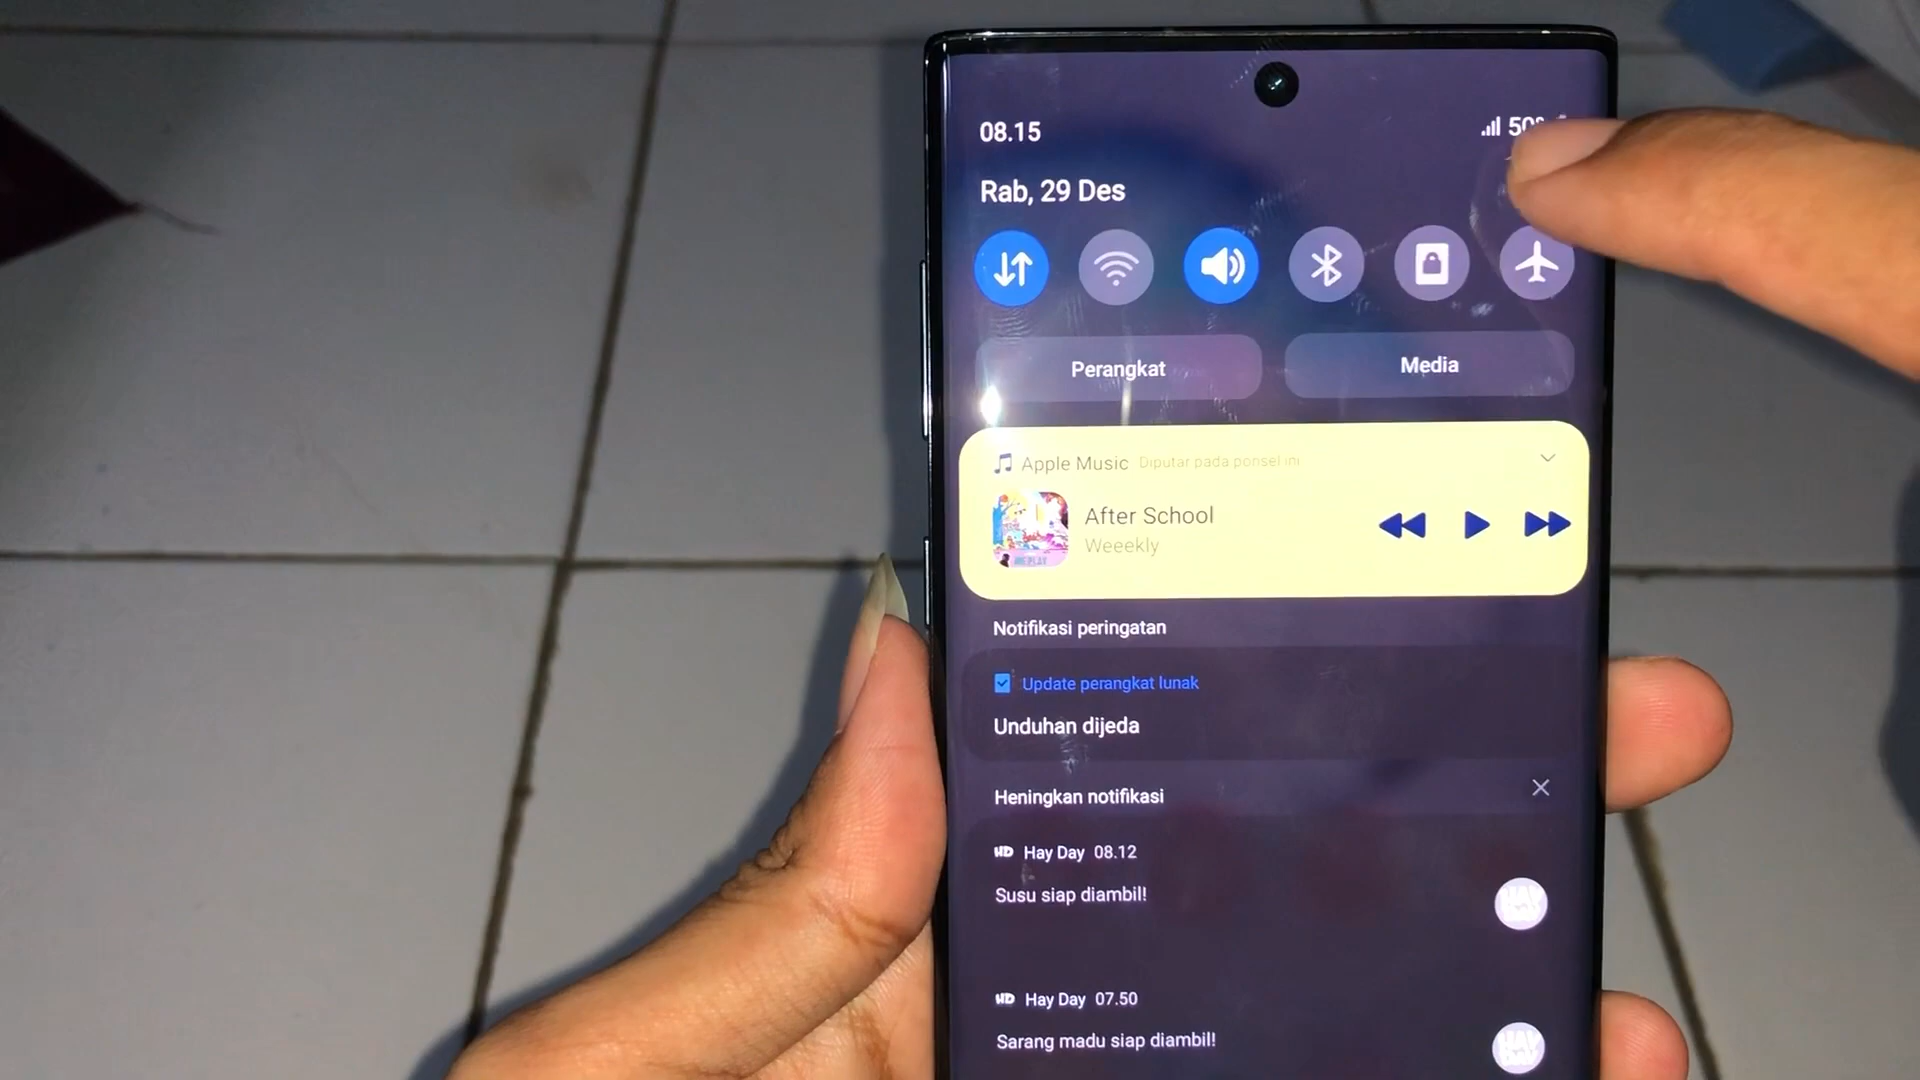 08.15
Rab, 29 Des
Perangkat
Media
Apple Music Diputar pada ponsel ini
After School
Weeekly
Notifikasi peringatan
Update perangkat lunak
Unduhan dijeda
Heningkan notifikasi
HD Hay Day 08.12
Susu siap diambil!
HD Hay Day 07.50
Sarang madu siap diambil!